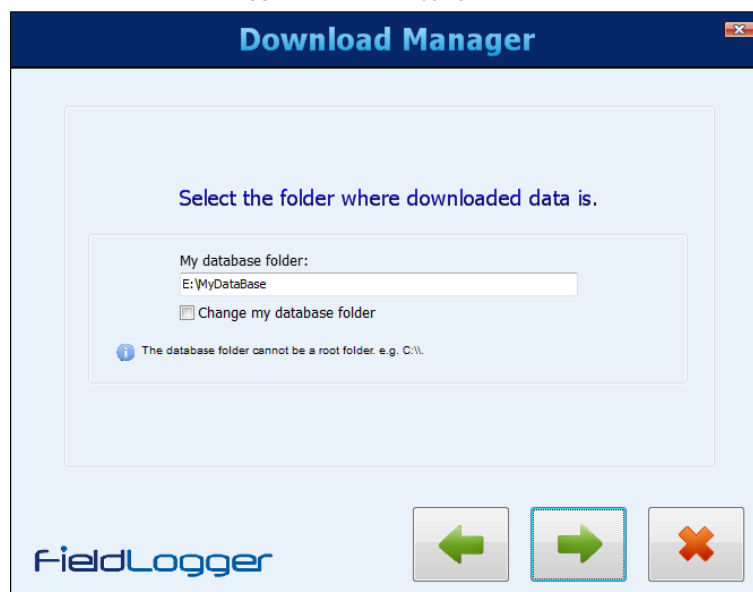 Download Manager
Select the folder where downloaded data is.
My database folder:
E:\MyDataBase
Change my database folder
The database folder cannot be a root folder. e.g. C:\\.
FieldLogger